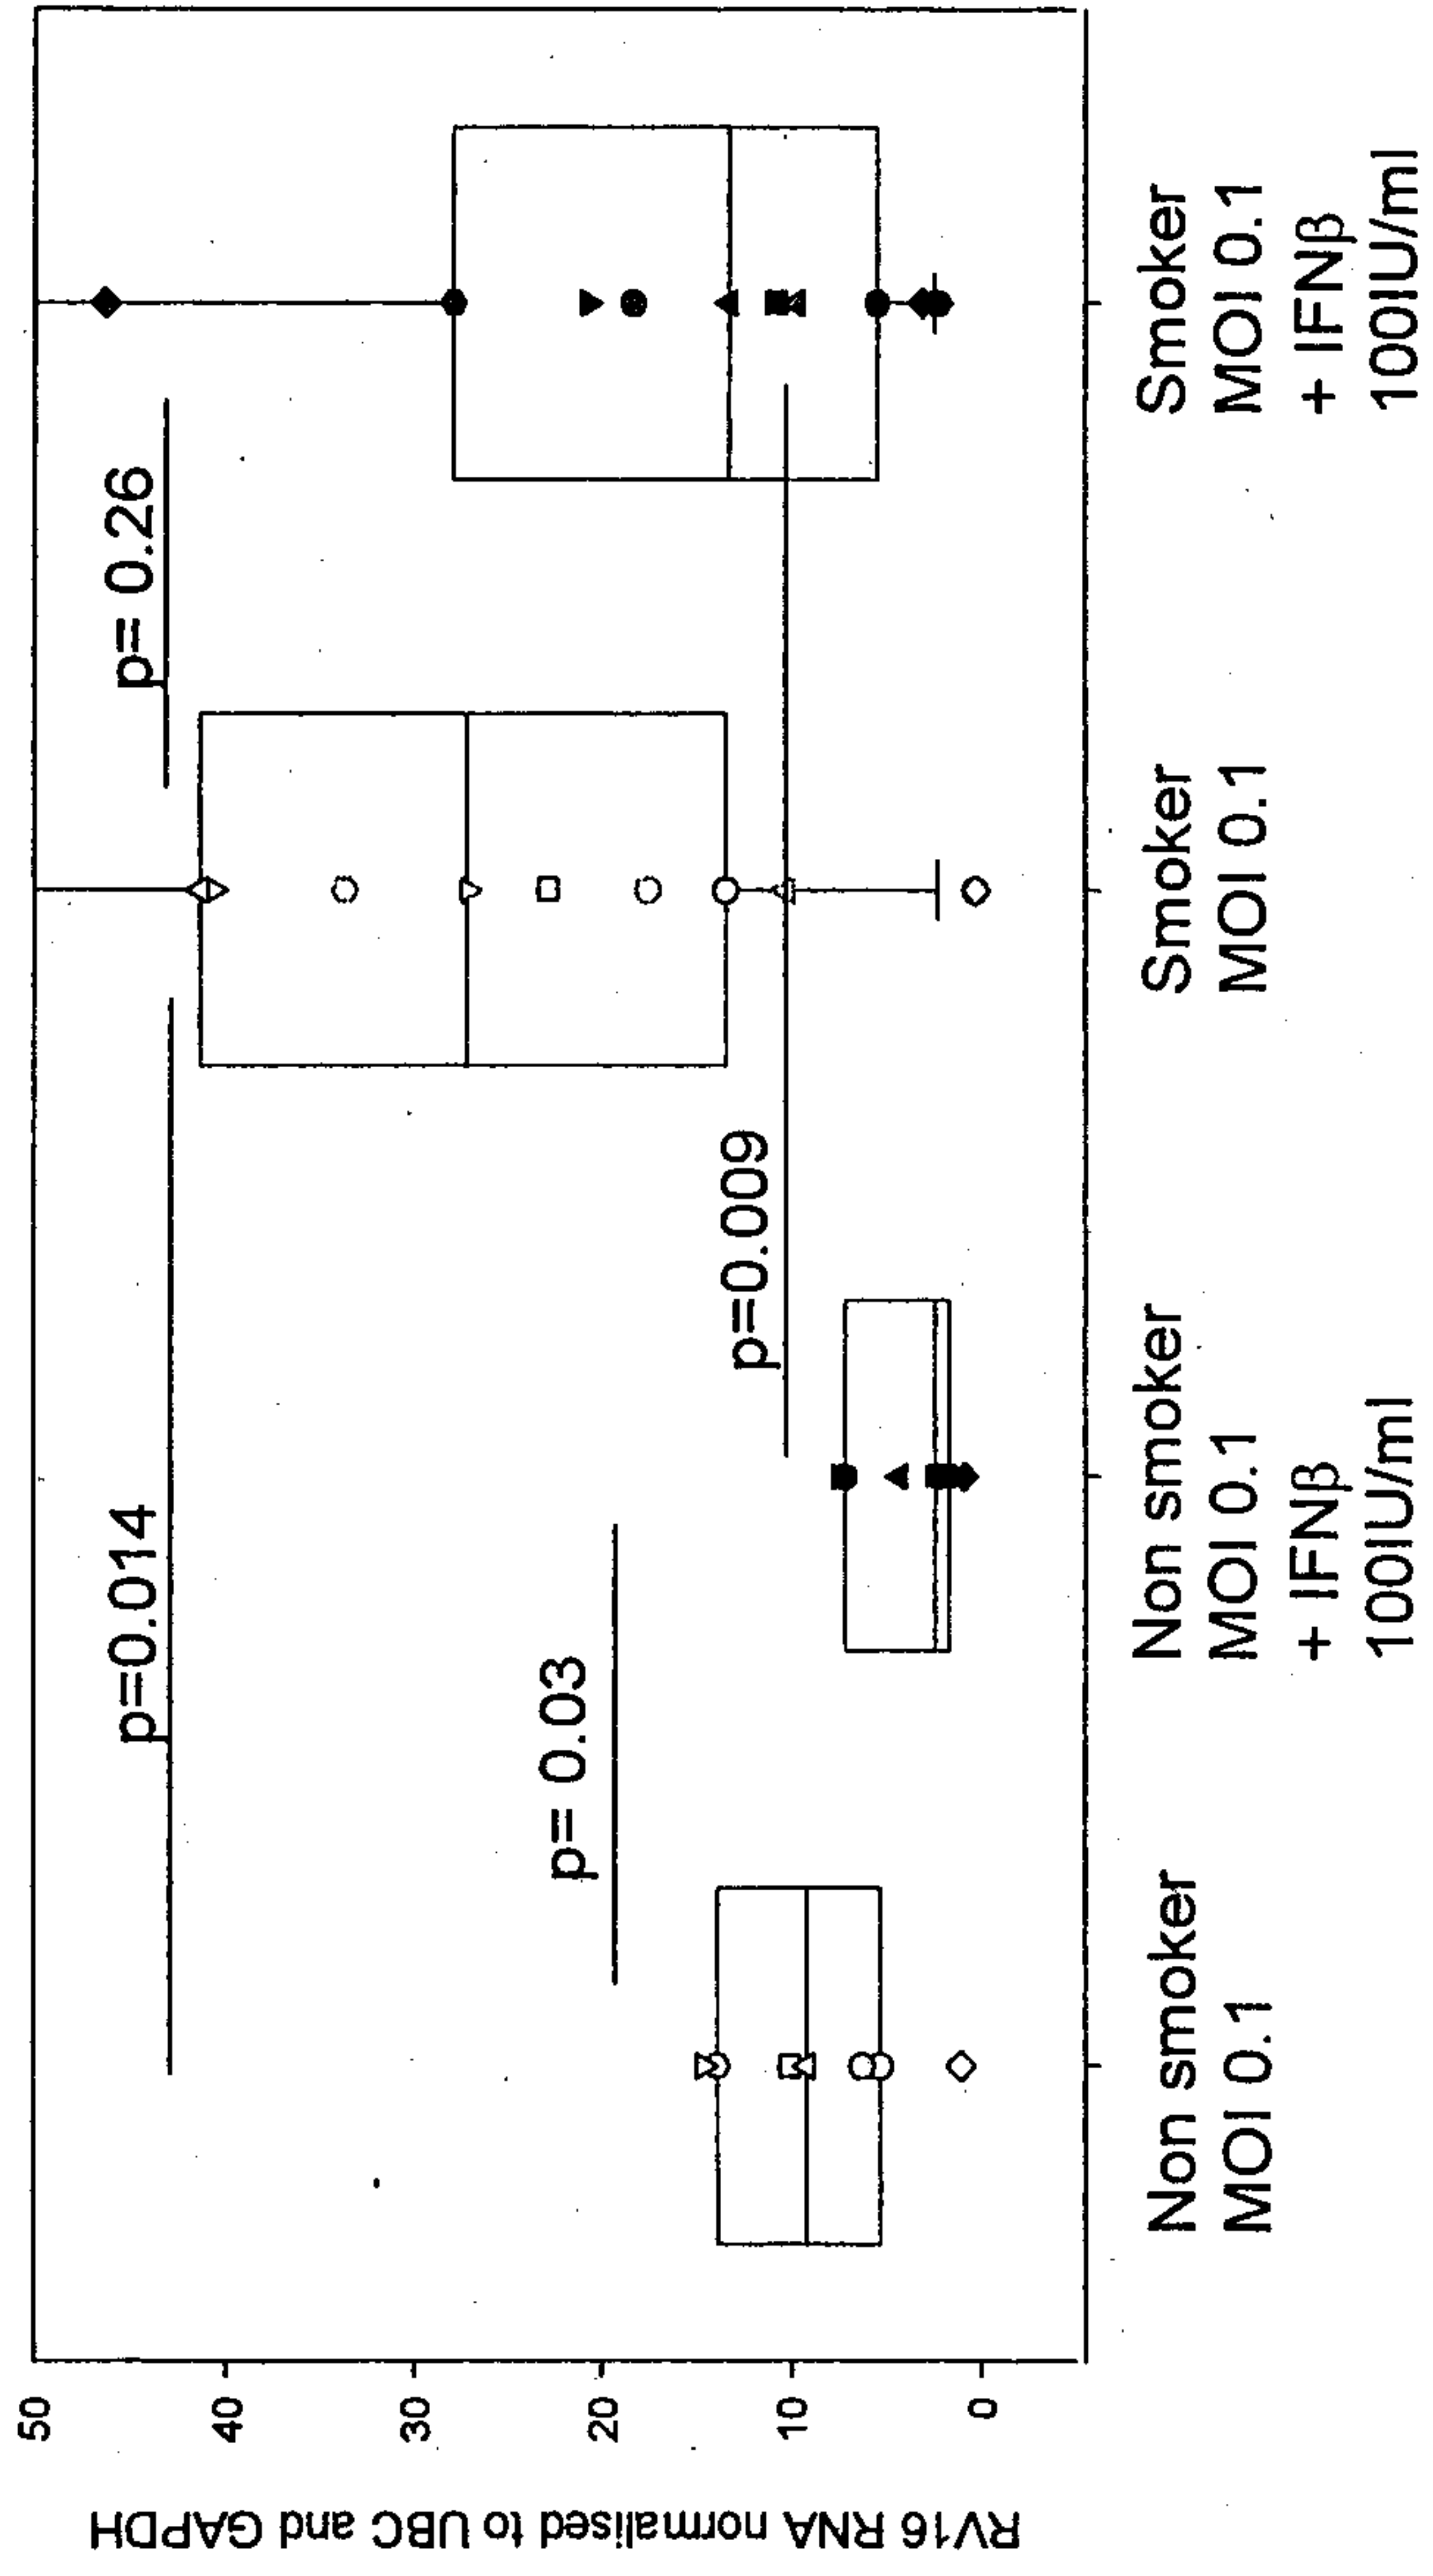 RV16 RNA normalised to UBC and GAPDH
50
40
30
20
10
0
p=0.014
p= 0.26
p= 0.03
p=0.009
Non smoker
MOI 0.1
Non smoker
MOI 0.1
+ IFNβ
100IU/ml
Smoker
MOI 0.1
Smoker
MOI 0.1
+ IFNβ
100IU/ml